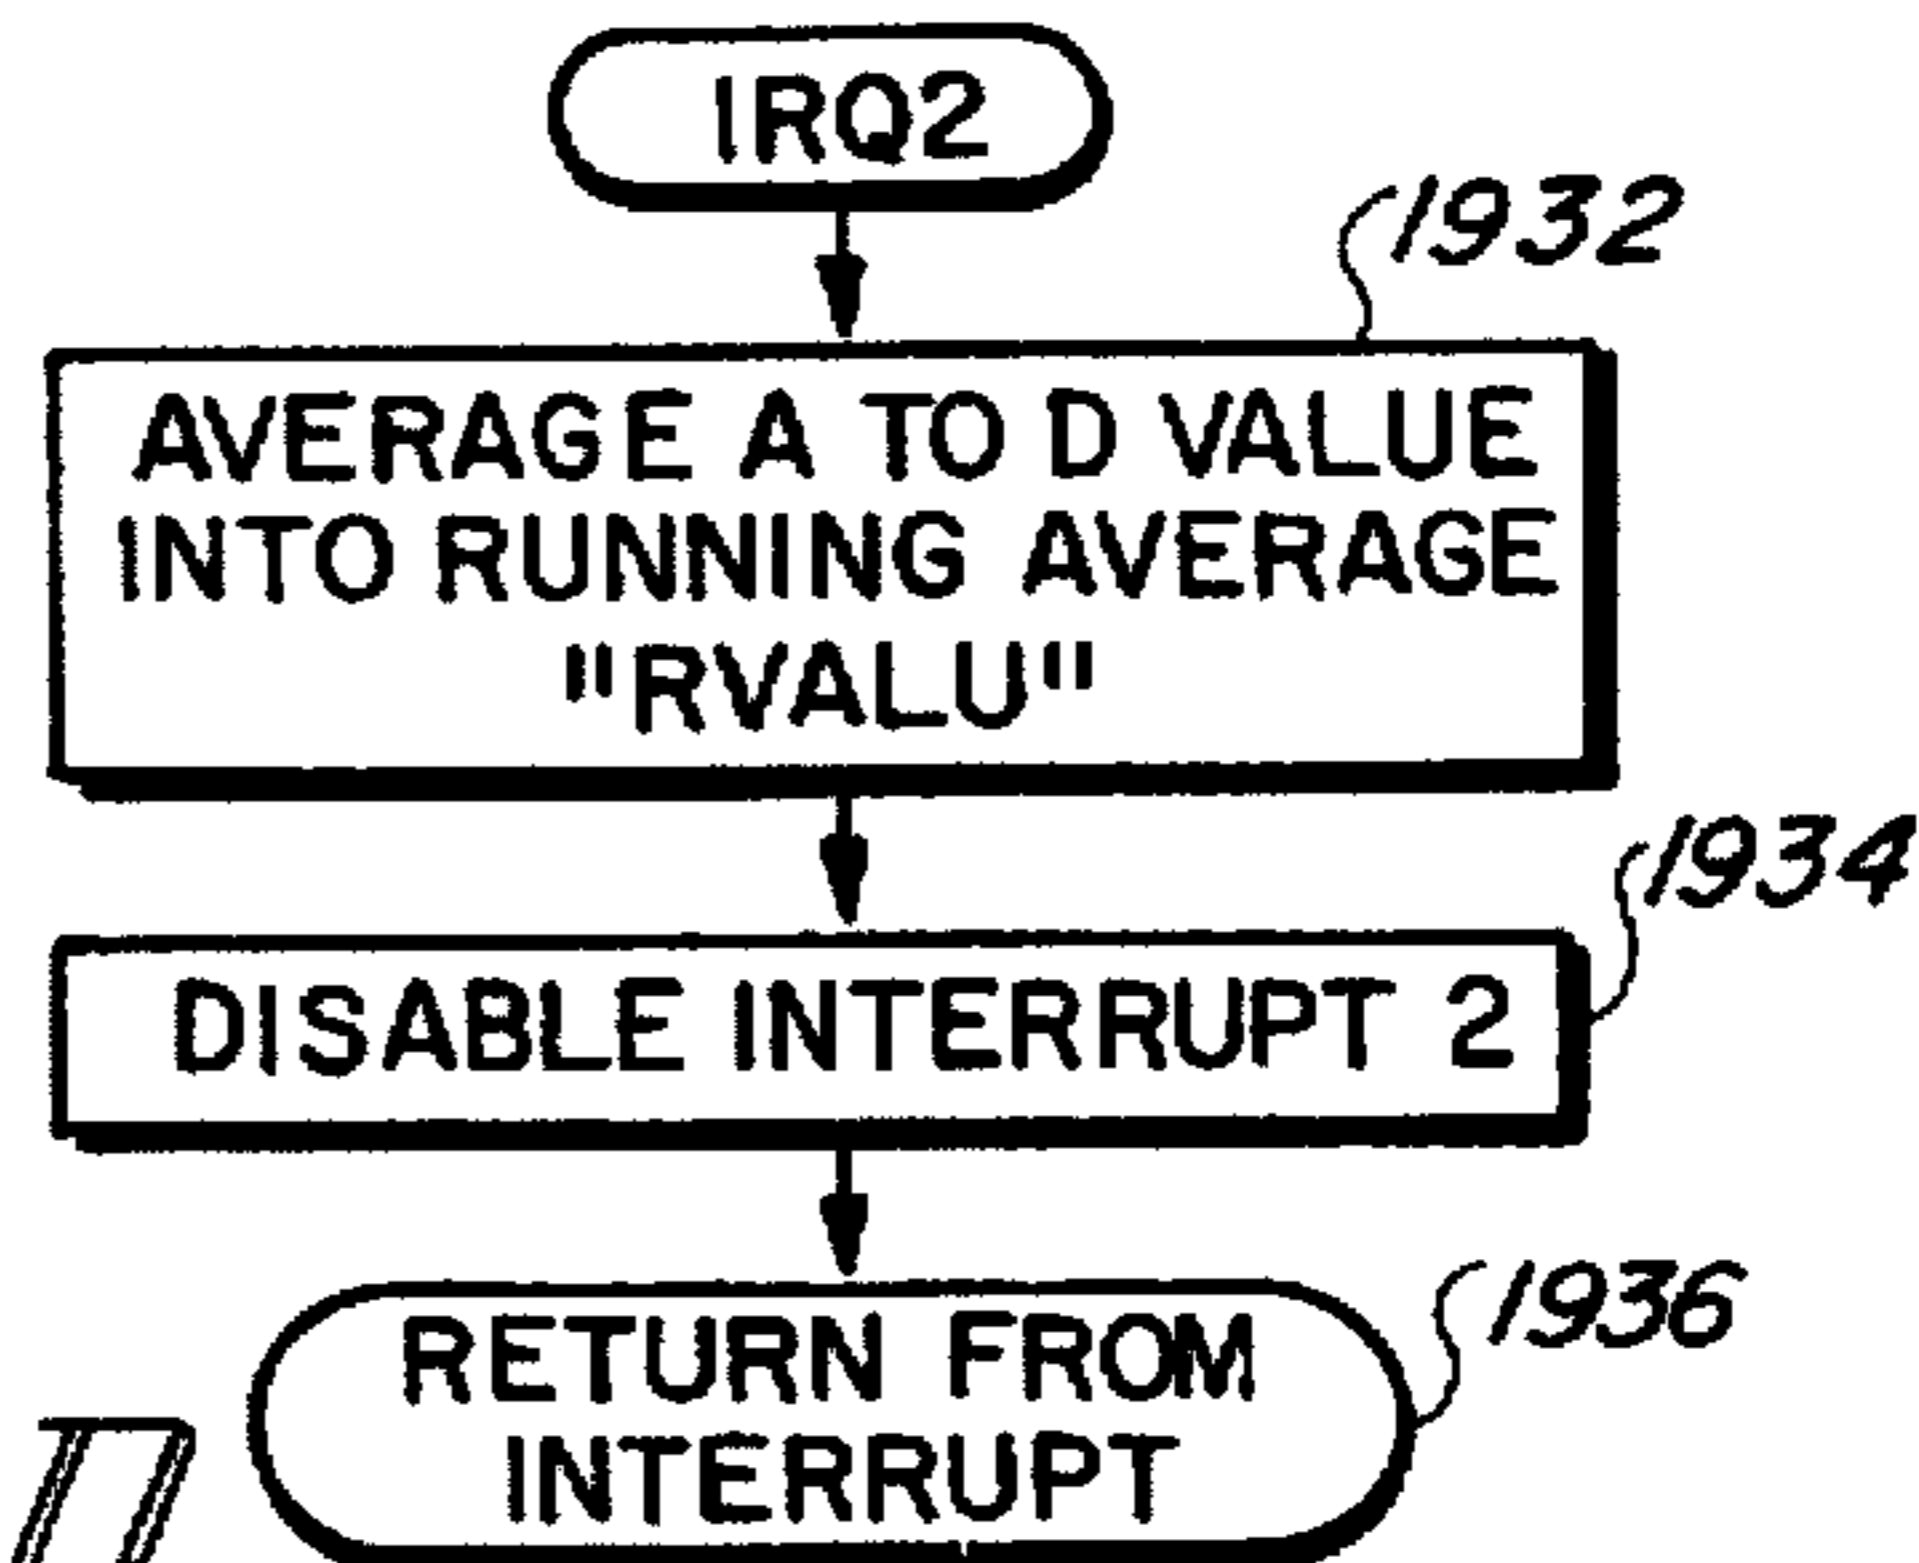 IRQ2
1932
AVERAGE A TO D VALUE
INTO RUNNING AVERAGE
"RVALU"
1934
DISABLE INTERRUPT 2
1936
RETURN FROM
INTERRUPT